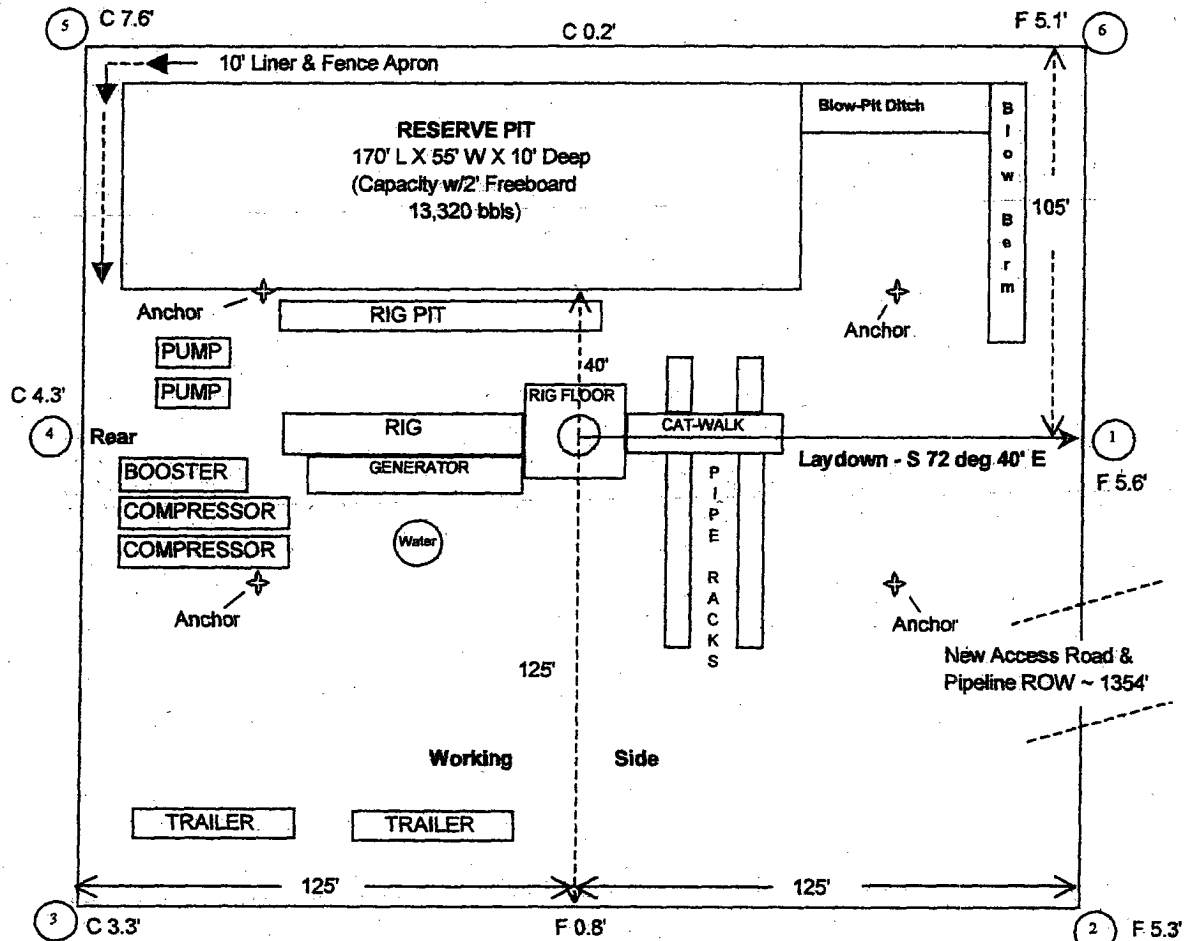 5 C 7.6' C 0.2' F 5.1' 6
10' Liner & Fence Apron
RESERVE PIT
170' L X 55' W X 10' Deep
(Capacity w/2' Freeboard
13,320 bbls)
Blow-Pit Ditch
Blow Berm
105'
Anchor
RIG PIT
Anchor
PUMP
PUMP
40'
C 4.3'
RIG FLOOR
4 Rear
RIG
CAT-WALK
1
GENERATOR
Laydown - S 72 deg 40' E
F 5.6'
BOOSTER
COMPRESSOR
COMPRESSOR
PIPE RACKS
Water
Anchor
Anchor
New Access Road &
Pipeline ROW ~ 1354'
125'
Working Side
TRAILER
TRAILER
125' 125'
3 C 3.3' F 0.8' 2 F 5.3'